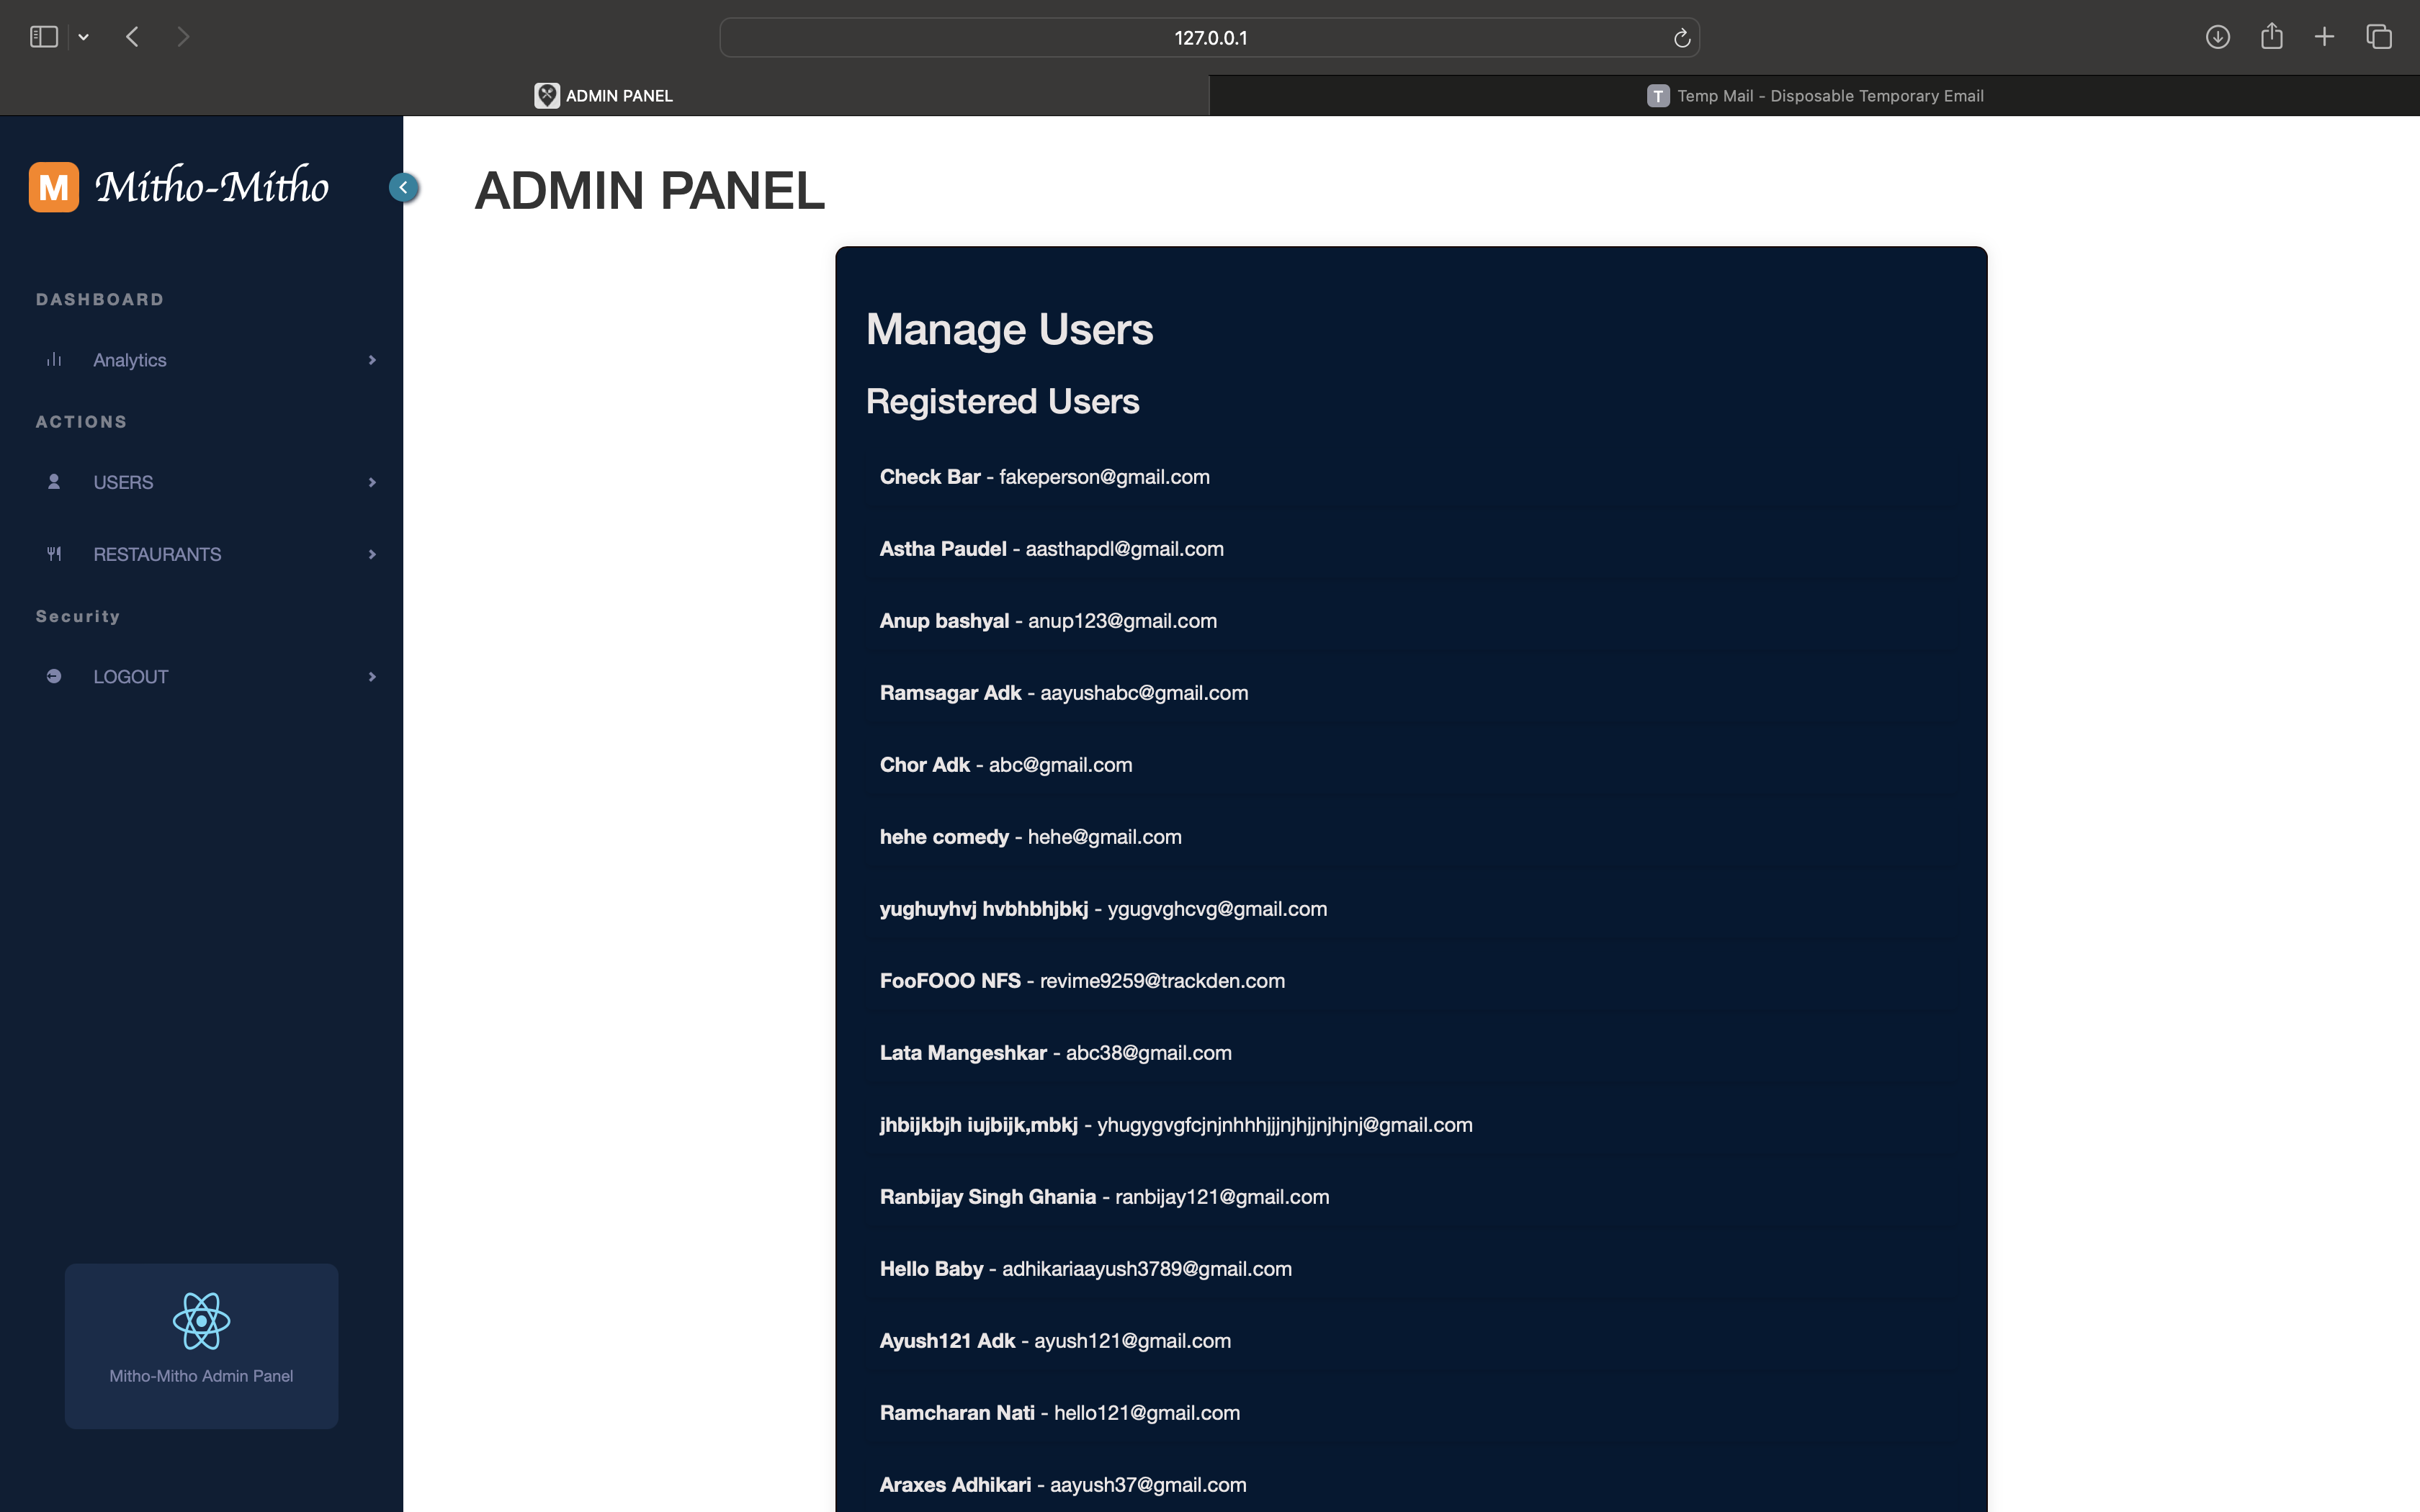 127.0.0.1
ADMIN PANEL
T Temp Mail - Disposable Temporary Email
M Mitho-Mitho
DASHBOARD
Analytics
ACTIONS
USERS
RESTAURANTS
Security
LOGOUT
Mitho-Mitho Admin Panel
ADMIN PANEL
Manage Users
Registered Users
Check Bar - fakeperson@gmail.com
Astha Paudel - aasthapdl@gmail.com
Anup bashyal - anup123@gmail.com
Ramsagar Adk - aayushabc@gmail.com
Chor Adk - abc@gmail.com
hehe comedy - hehe@gmail.com
yughuyhvj hvbhbhjbkj - ygugvghcvg@gmail.com
FooFOOO NFS - revime9259@trackden.com
Lata Mangeshkar - abc38@gmail.com
jhbijkbjh iujbijk,mbkj - yhugygvgfcjnjnhhhjjjnjhjjnjhjnj@gmail.com
Ranbijay Singh Ghania - ranbijay121@gmail.com
Hello Baby - adhikariaayush3789@gmail.com
Ayush121 Adk - ayush121@gmail.com
Ramcharan Nati - hello121@gmail.com
Araxes Adhikari - aayush37@gmail.com